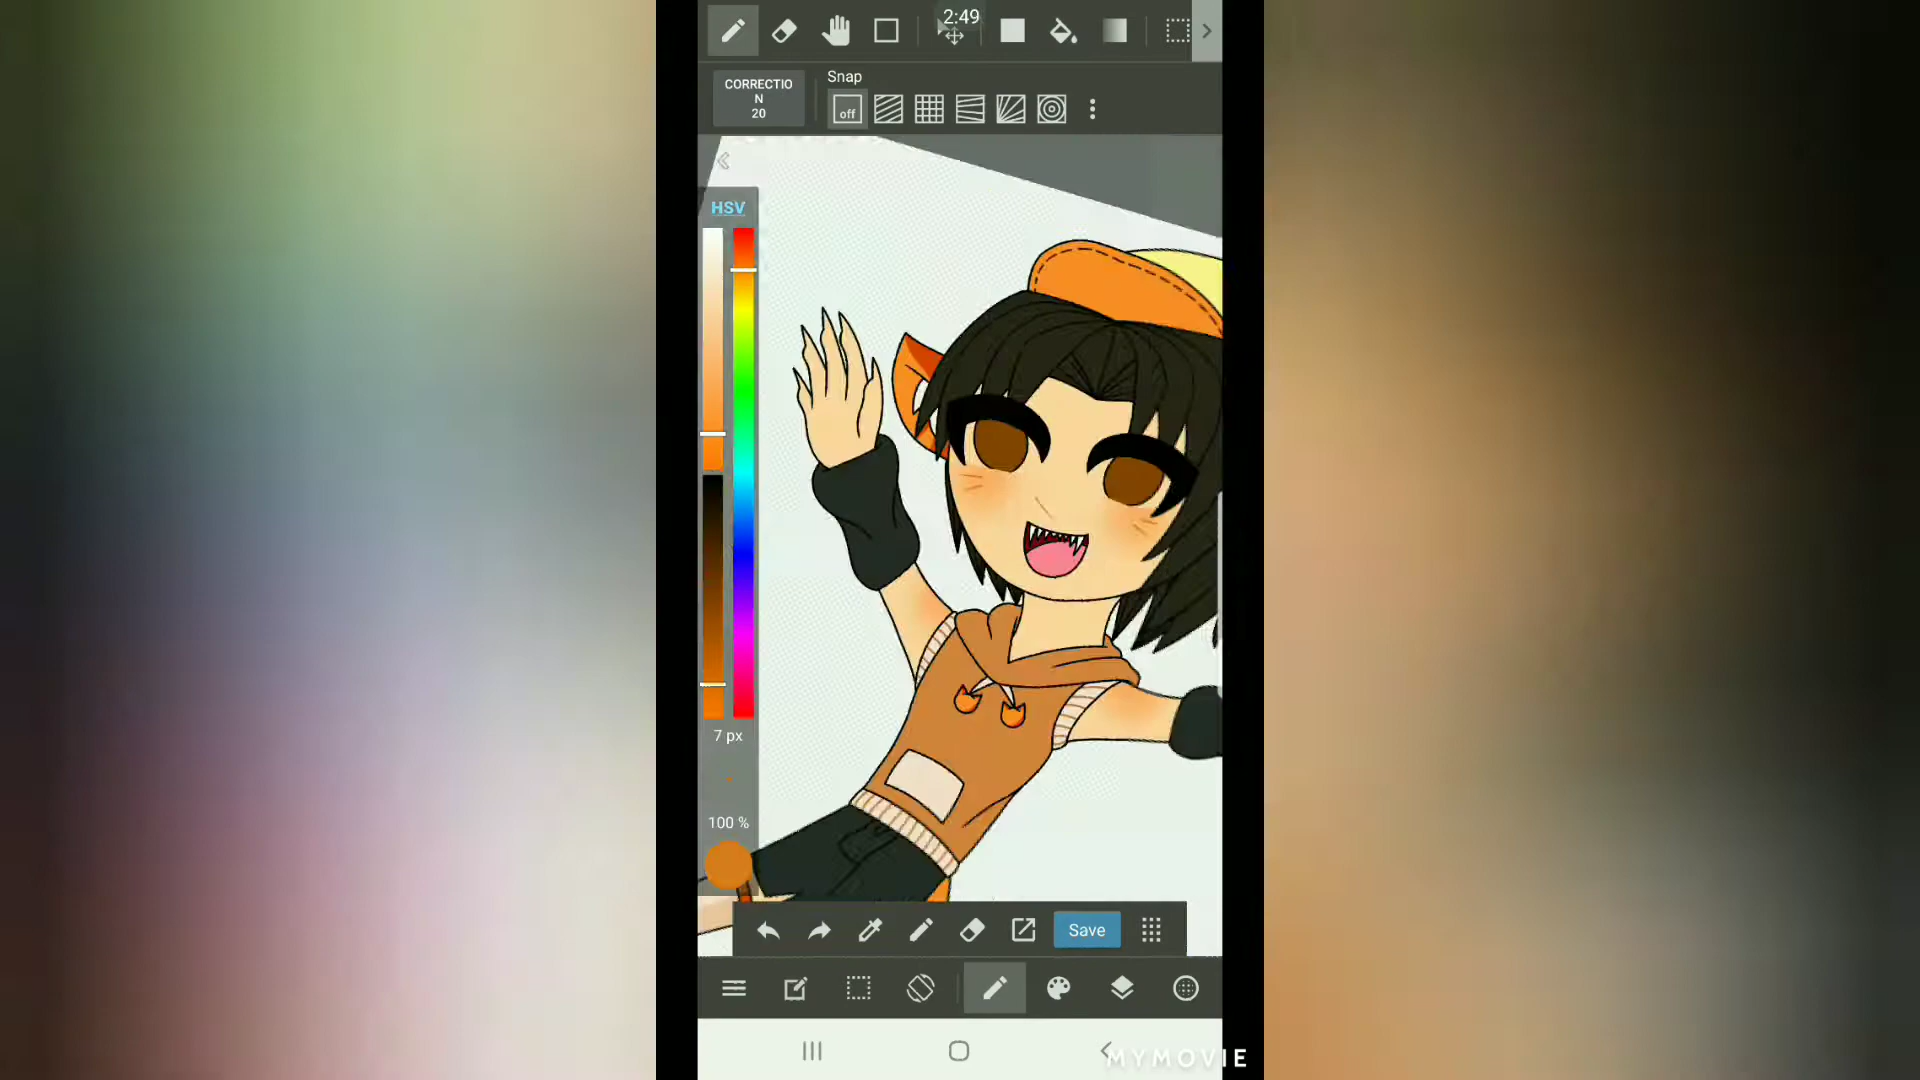 2:49
CORRECTIO
N
20
Snap
off
HSV
7 px
100 %
Save
MYMOVIE